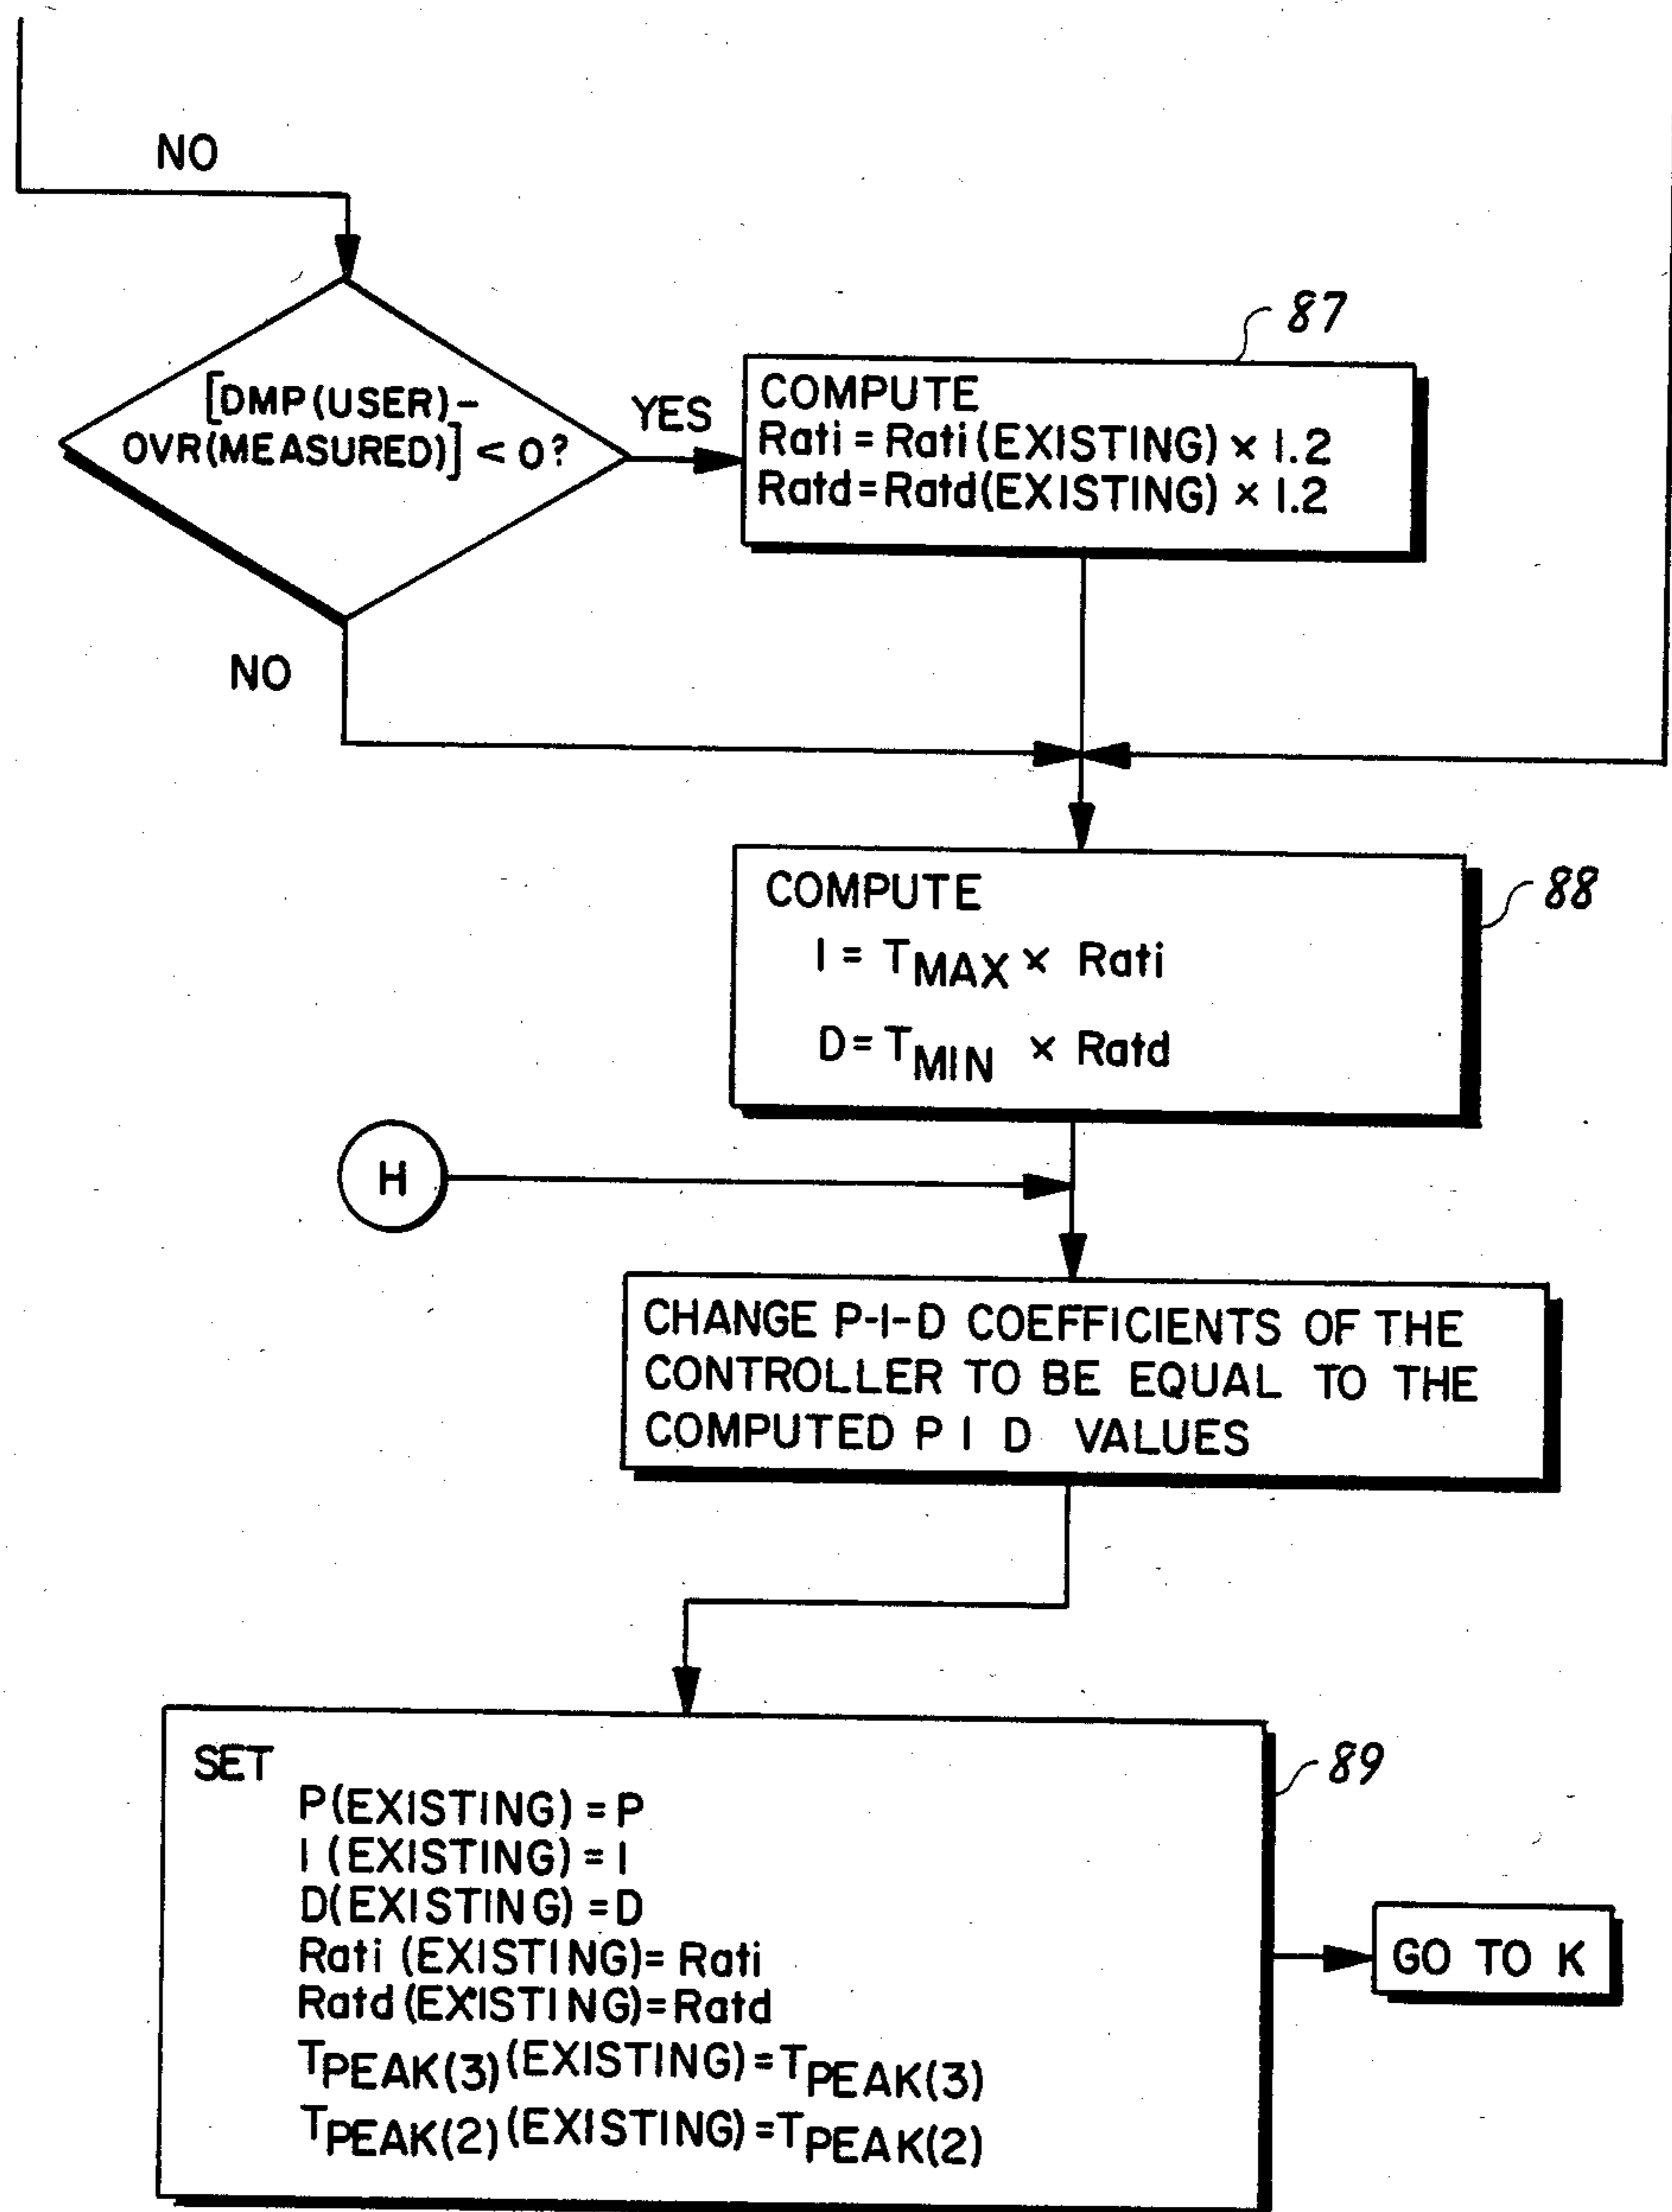 NO
[DMP(USER)-
OVR(MEASURED)] < 0?
YES
87
COMPUTE
Rati = Rati (EXISTING) × 1.2
Ratd = Ratd (EXISTING) × 1.2
NO
COMPUTE
I = TMAX × Rati
D = TMIN × Ratd
88
H
CHANGE P-I-D COEFFICIENTS OF THE
CONTROLLER TO BE EQUAL TO THE
COMPUTED P I D VALUES
SET
P(EXISTING) = P
I (EXISTING) = I
D(EXISTING) = D
Rati (EXISTING) = Rati
Ratd (EXISTING) = Ratd
TPEAK(3) (EXISTING) = TPEAK(3)
TPEAK(2) (EXISTING) = TPEAK(2)
89
GO TO K